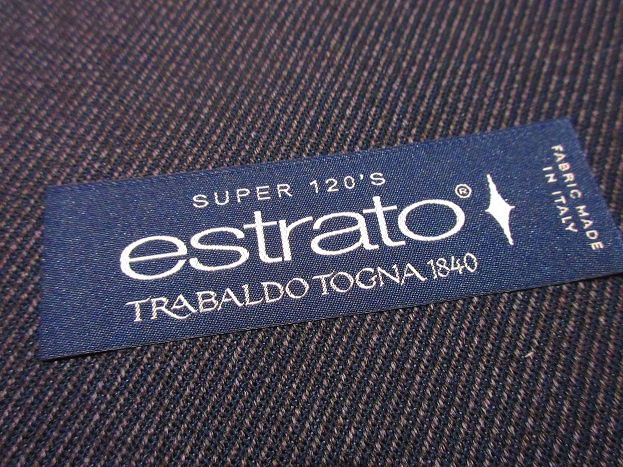 SUPER 120'S
estrato®
TRABALDO TOGNA 1840
FABRIC MADE
IN ITALY